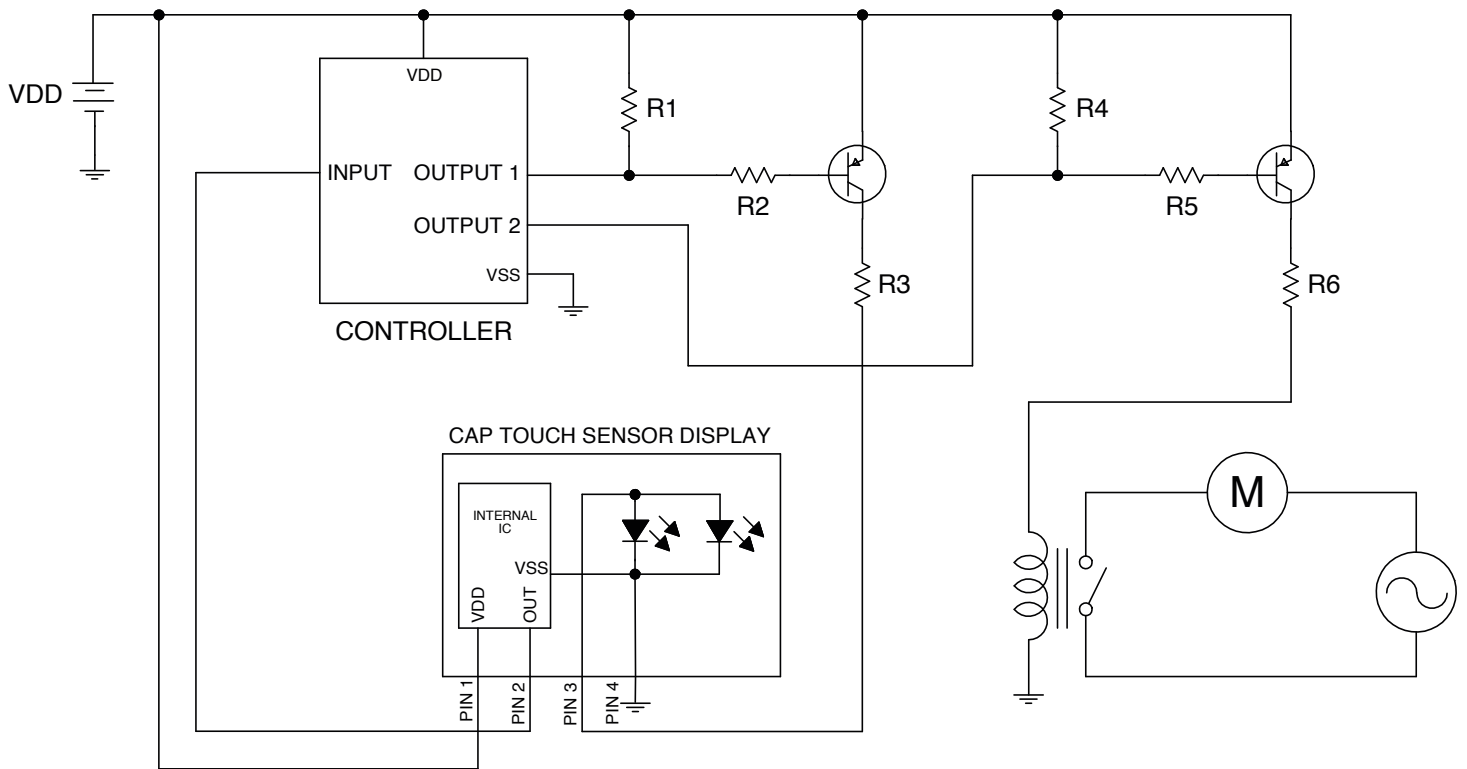 VDD
VDD
INPUT
OUTPUT 1
OUTPUT 2
VSS
CONTROLLER
R1
R2
R3
R4
R5
R6
CAP TOUCH SENSOR DISPLAY
INTERNAL
IC
VSS
VDD
OUT
PIN 1
PIN 2
PIN 3
PIN 4
M